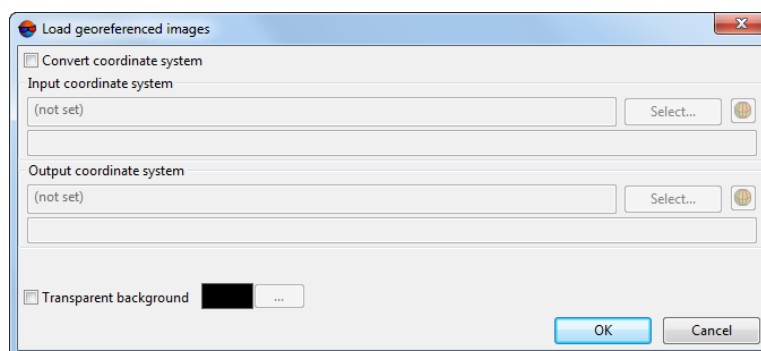 Load georeferenced images
Convert coordinate system
Input coordinate system
(not set)
Select...
Output coordinate system
(not set)
Select...
Transparent background
...
OK
Cancel